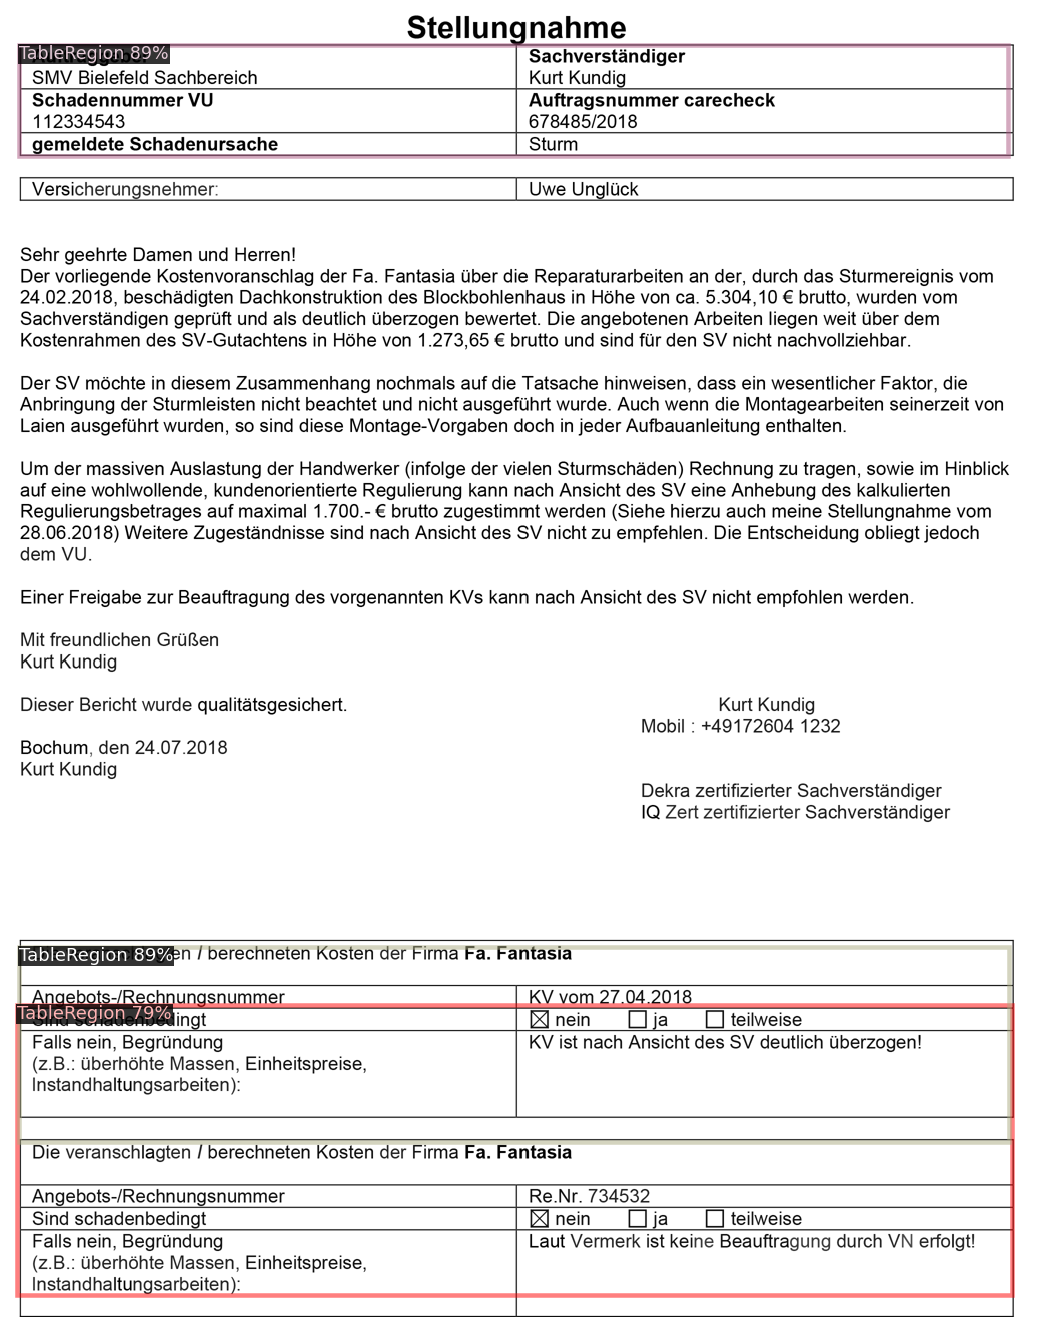 Stellungnahme
TableRegion 89%
Sachverständiger
SMV Bielefeld Sachbereich
Kurt Kundig
Schadennummer VU
Auftragsnummer carecheck
112334543
678485/2018
gemeldete Schadenursache
Sturm
Versicherungsnehmer:
Uwe Unglück
Sehr geehrte Damen und Herren!
Der vorliegende Kostenvoranschlag der Fa. Fantasia über die Reparaturarbeiten an der, durch das Sturmereignis vom
24.02.2018, beschädigten Dachkonstruktion des Blockbohlenhaus in Höhe von ca. 5.304,10 € brutto, wurden vom
Sachverständigen geprüft und als deutlich überzogen bewertet. Die angebotenen Arbeiten liegen weit über dem
Kostenrahmen des SV-Gutachtens in Höhe von 1.273,65 € brutto und sind für den SV nicht nachvollziehbar.
Der SV möchte in diesem Zusammenhang nochmals auf die Tatsache hinweisen, dass ein wesentlicher Faktor, die
Anbringung der Sturmleisten nicht beachtet und nicht ausgeführt wurde. Auch wenn die Montagearbeiten seinerzeit von
Laien ausgeführt wurden, so sind diese Montage-Vorgaben doch in jeder Aufbauanleitung enthalten.
Um der massiven Auslastung der Handwerker (infolge der vielen Sturmschäden) Rechnung zu tragen, sowie im Hinblick
auf eine wohlwollende, kundenorientierte Regulierung kann nach Ansicht des SV eine Anhebung des kalkulierten
Regulierungsbetrages auf maximal 1.700.- € brutto zugestimmt werden (Siehe hierzu auch meine Stellungnahme vom
28.06.2018) Weitere Zugeständnisse sind nach Ansicht des SV nicht zu empfehlen. Die Entscheidung obliegt jedoch
dem VU.
Einer Freigabe zur Beauftragung des vorgenannten KVs kann nach Ansicht des SV nicht empfohlen werden.
Mit freundlichen Grüßen
Kurt Kundig
Dieser Bericht wurde qualitätsgesichert.
Kurt Kundig
Mobil : +49172604 1232
Bochum, den 24.07.2018
Kurt Kundig
Dekra zertifizierter Sachverständiger
IQ Zert zertifizierter Sachverständiger
TableRegion 89%
/ berechneten Kosten der Firma Fa. Fantasia
Angebots-/Rechnungsnummer
KV vom 27.04.2018
TableRegion 79%
Sind schadenbedingt
nein ja teilweise
Falls nein, Begründung
KV ist nach Ansicht des SV deutlich überzogen!
(z.B.: überhöhte Massen, Einheitspreise,
Instandhaltungsarbeiten):
Die veranschlagten / berechneten Kosten der Firma Fa. Fantasia
Angebots-/Rechnungsnummer
Re.Nr. 734532
Sind schadenbedingt
nein ja teilweise
Falls nein, Begründung
Laut Vermerk ist keine Beauftragung durch VN erfolgt!
(z.B.: überhöhte Massen, Einheitspreise,
Instandhaltungsarbeiten):